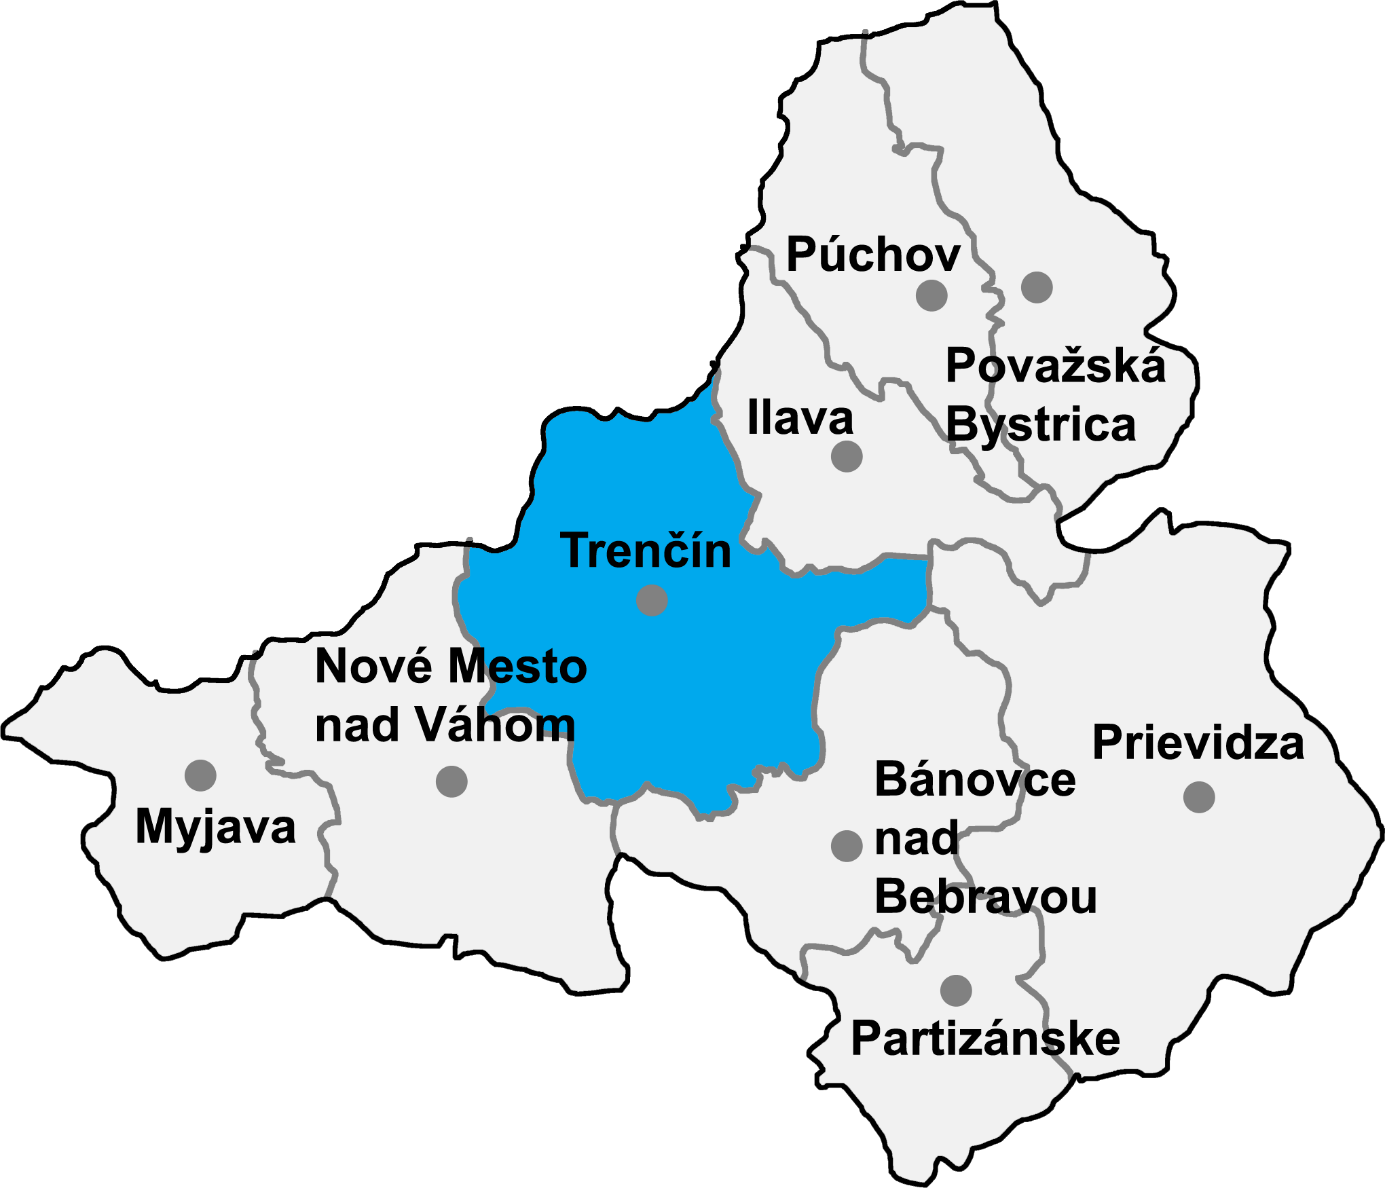 Púchov
Považská
Bystrica
Ilava
Trenčín
Nové Mesto
nad Váhom
Prievidza
Bánovce
nad
Bebravou
Myjava
Partizánske